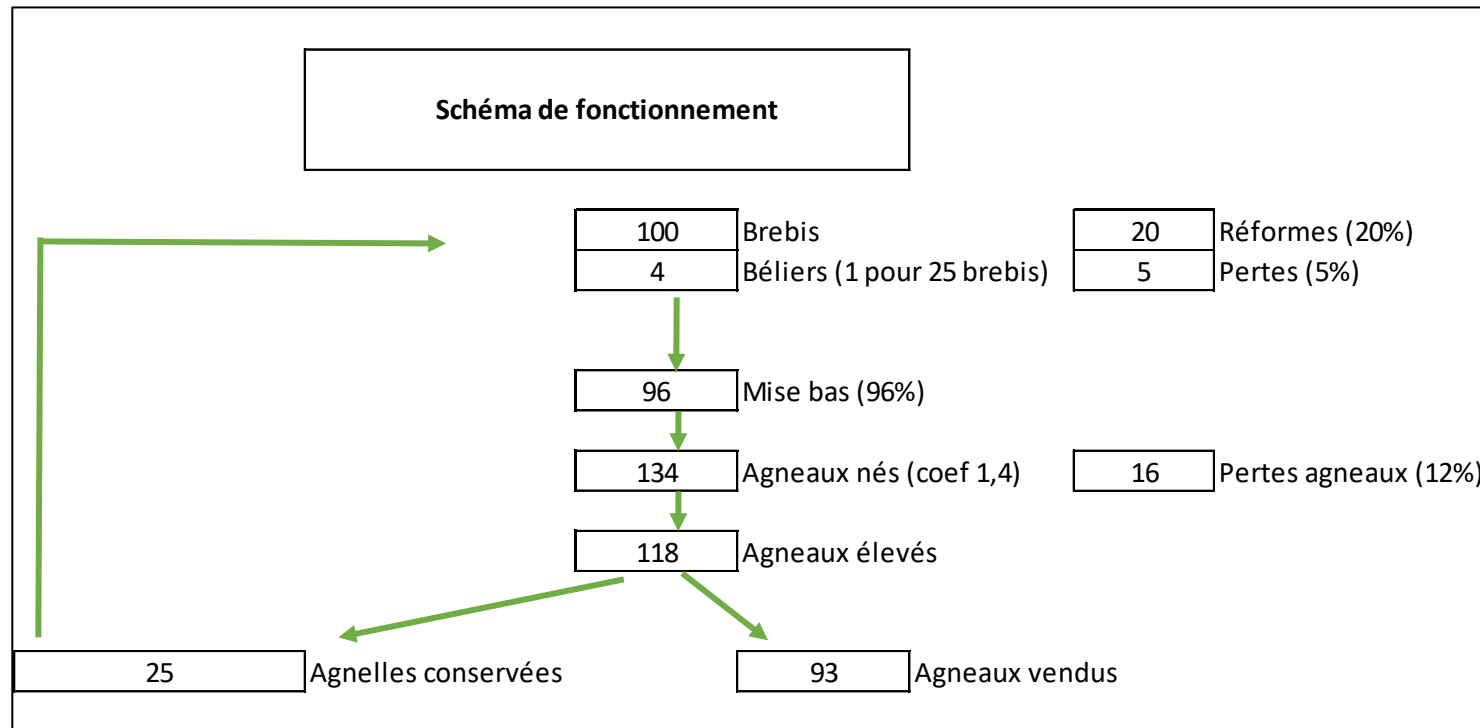 Schéma de fonctionnement
100 Brebis 20 Réformes (20%)
4 Béliers (1 pour 25 brebis) 5 Pertes (5%)
96 Mise bas (96%)
134 Agneaux nés (coef 1,4) 16 Pertes agneaux (12%)
118 Agneaux élevés
25 Agnelles conservées 93 Agneaux vendus